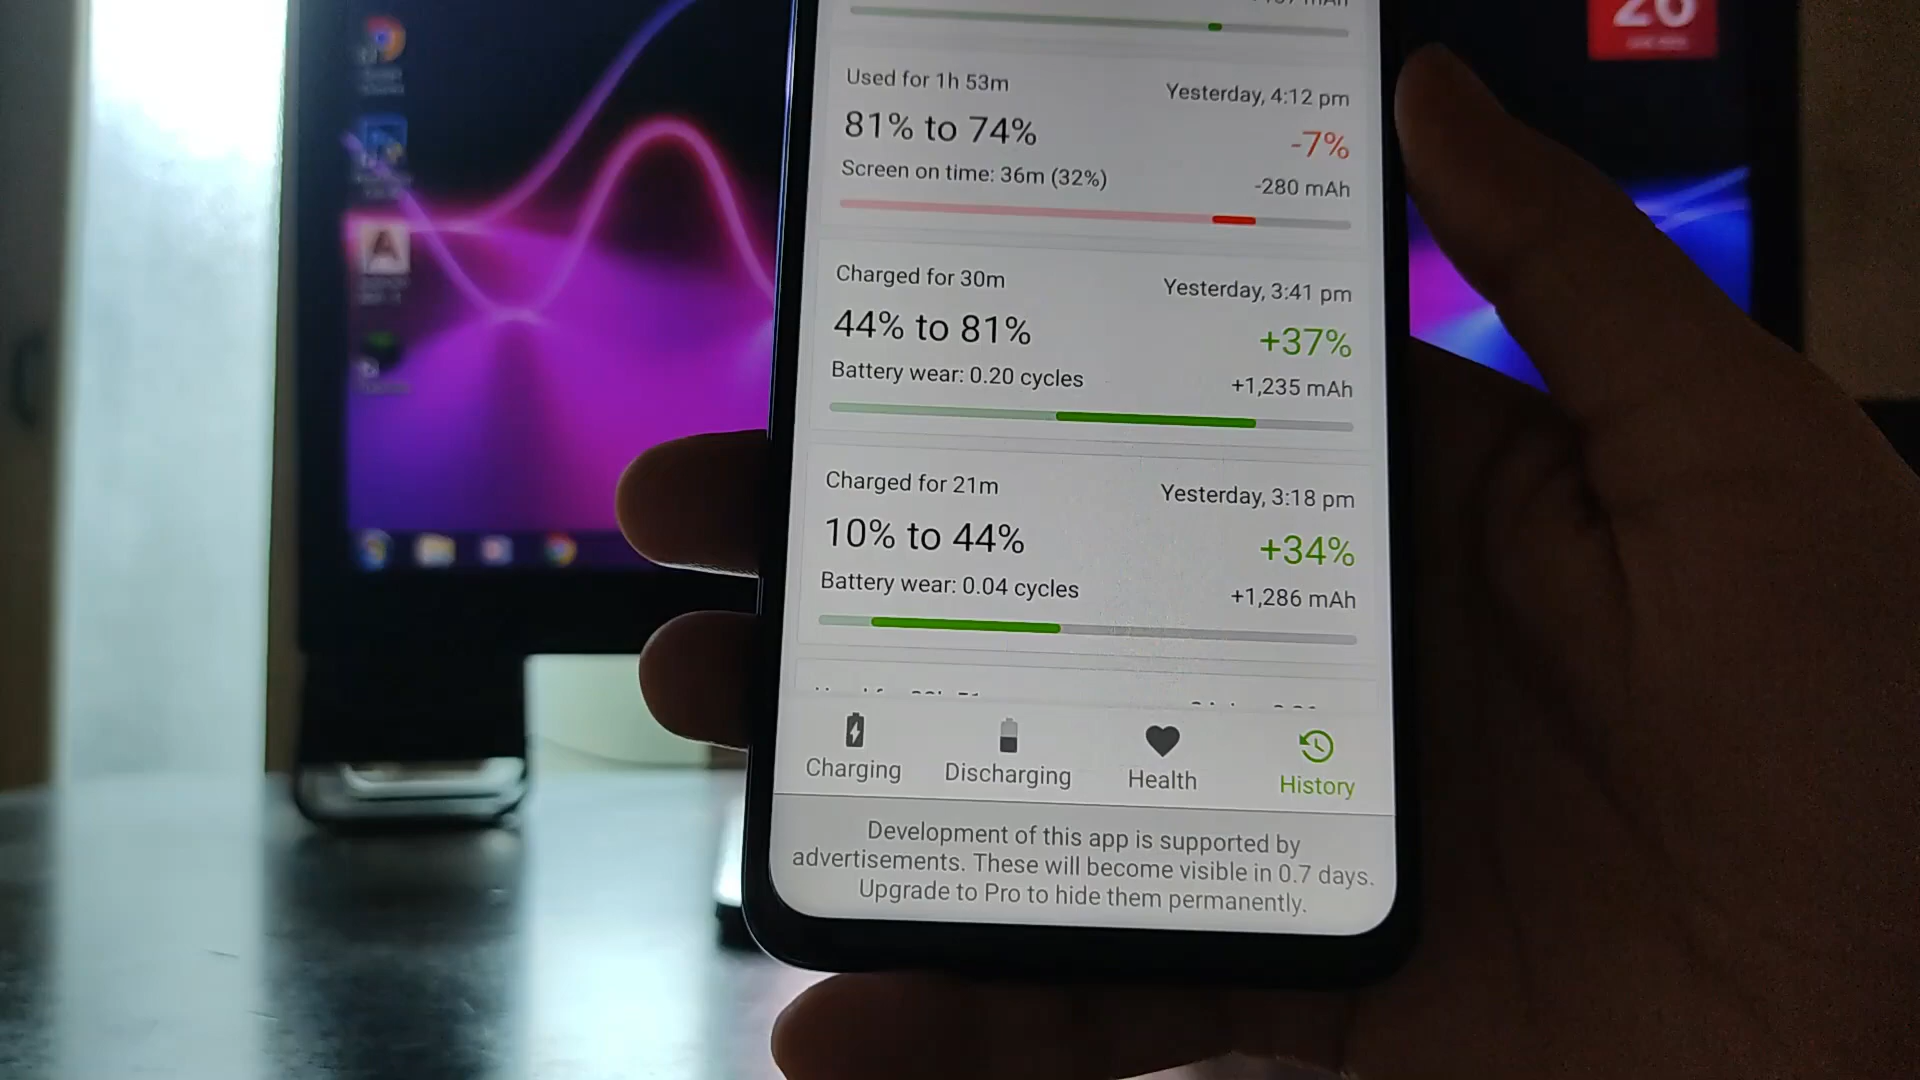 Used for 1h 53m
Yesterday, 4:12 pm
81% to 74%
-7%
Screen on time: 36m (32%)
-280 mAh
Charged for 30m
Yesterday, 3:41 pm
44% to 81%
+37%
Battery wear: 0.20 cycles
+1,235 mAh
Charged for 21m
Yesterday, 3:18 pm
10% to 44%
+34%
Battery wear: 0.04 cycles
+1,286 mAh
Charging
Discharging
Health
History
Development of this app is supported by
advertisements. These will become visible in 0.7 days.
Upgrade to Pro to hide them permanently.
26
A